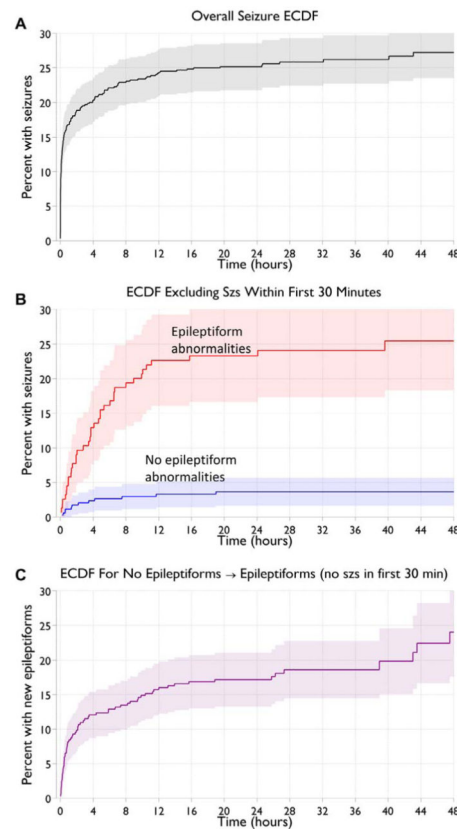 A
Overall Seizure ECDF
Percent with seizures
30
25
20
15
10
5
0
0 4 8 12 16 20 24 28 32 36 40 44 48
Time (hours)
B
ECDF Excluding Szs Within First 30 Minutes
Percent with seizures
30
25
20
15
10
5
0
Epileptiform
abnormalities
No epileptiform
abnormalities
0 4 8 12 16 20 24 28 32 36 40 44 48
Time (hours)
C
ECDF For No Epileptiforms → Epileptiforms (no szs in first 30 min)
Percent with new epileptiforms
30
25
20
15
10
5
0
0 4 8 12 16 20 24 28 32 36 40 44 48
Time (hours)